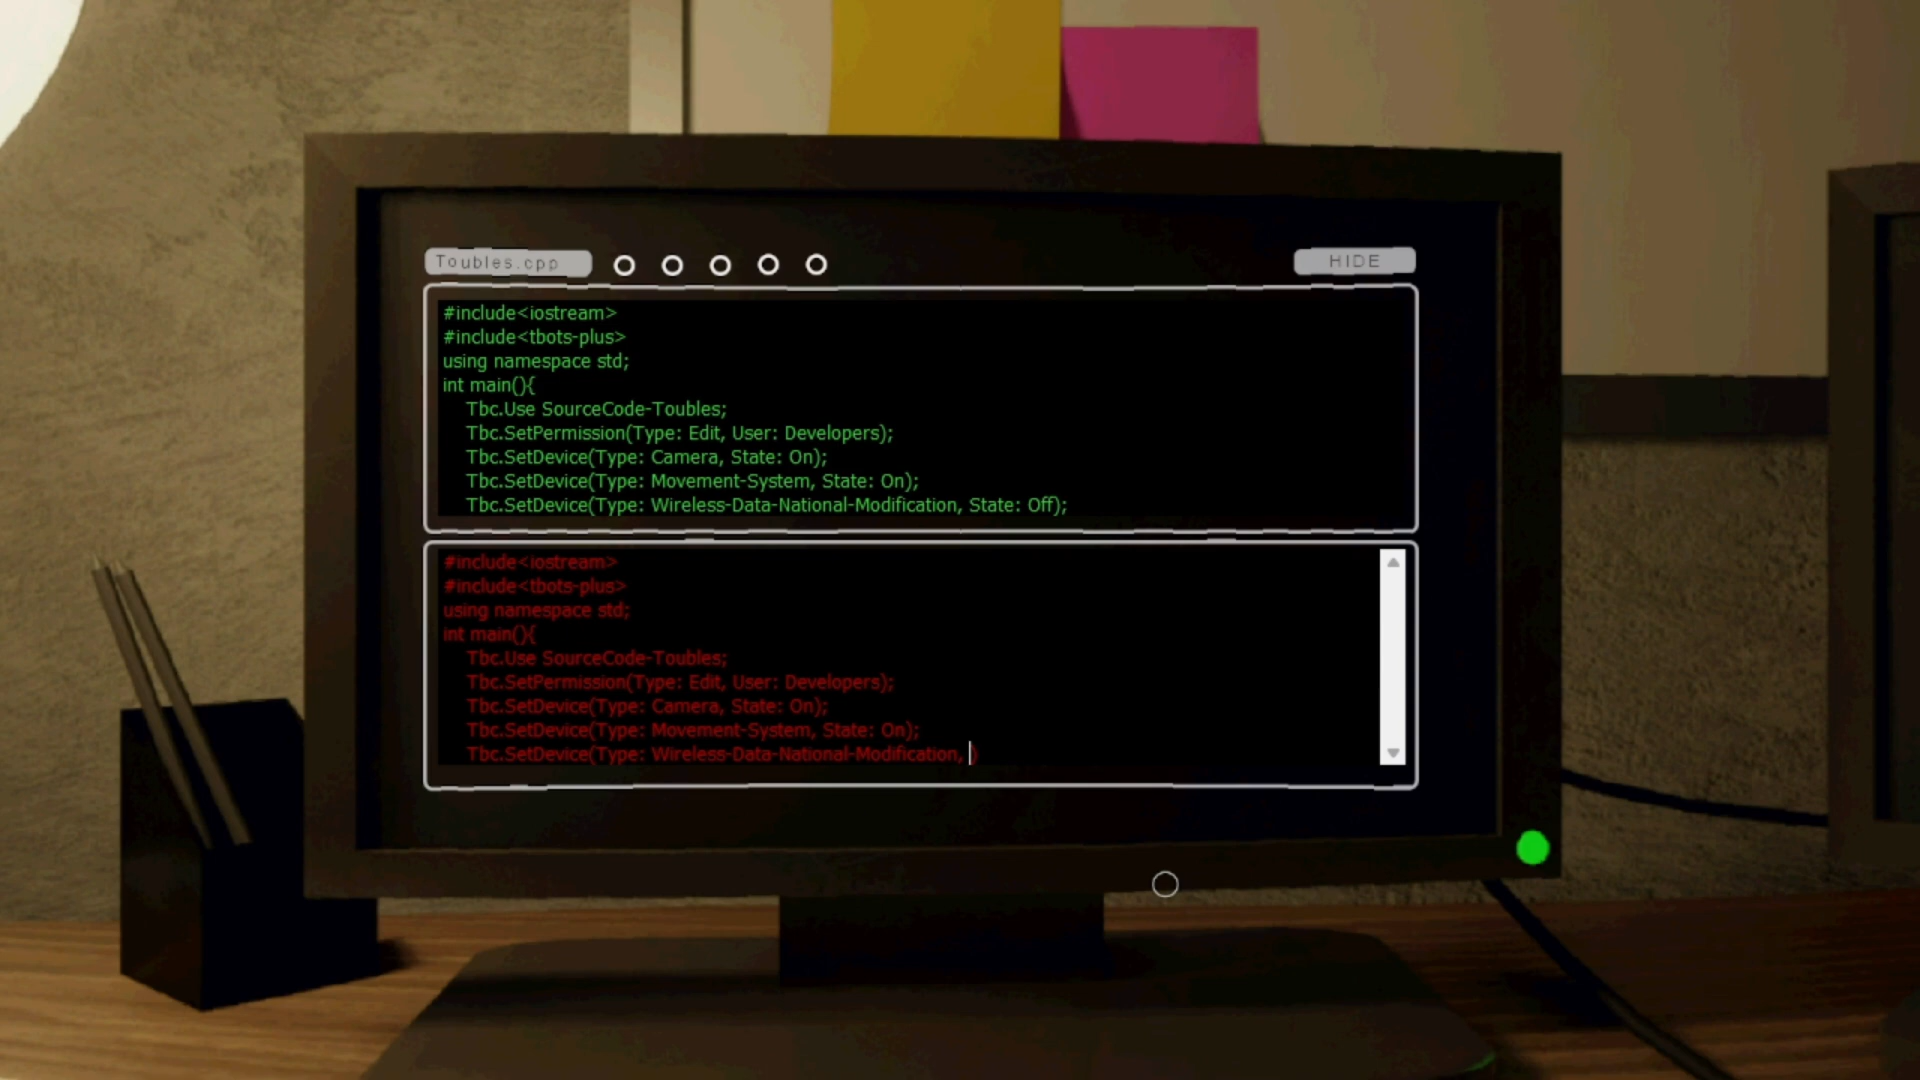 Toubles.cpp
HIDE
#include<iostream>
#include<tbots-plus>
using namespace std;
int main(){
Tbc.Use SourceCode-Toubles;
Tbc.SetPermission(Type: Edit, User: Developers);
Tbc.SetDevice(Type: Camera, State: On);
Tbc.SetDevice(Type: Movement-System, State: On);
Tbc.SetDevice(Type: Wireless-Data-National-Modification, State: Off);
#include<iostream>
#include<tbots-plus>
using namespace std;
int main(){
Tbc.Use SourceCode-Toubles;
Tbc.SetPermission(Type: Edit, User: Developers);
Tbc.SetDevice(Type: Camera, State: On);
Tbc.SetDevice(Type: Movement-System, State: On);
Tbc.SetDevice(Type: Wireless-Data-National-Modification, )